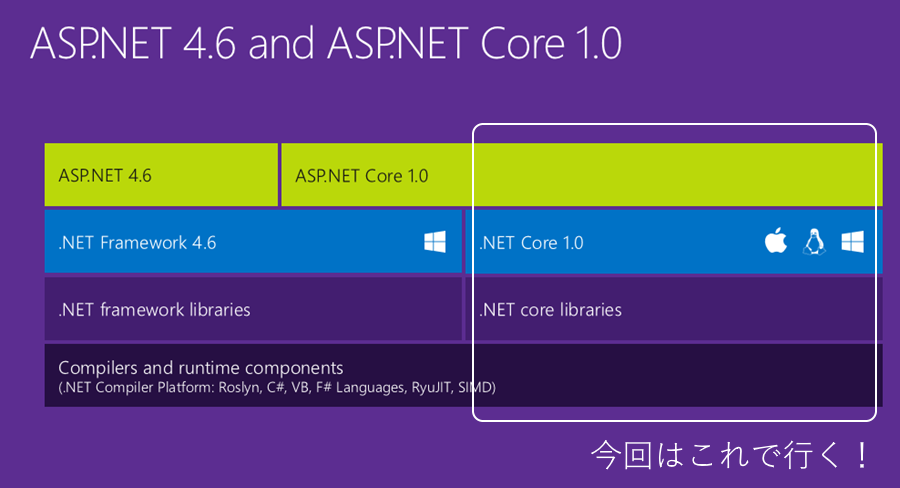 ASP.NET 4.6 and ASP.NET Core 1.0
ASP.NET 4.6
ASP.NET Core 1.0
.NET Framework 4.6
.NET Core 1.0
.NET framework libraries
.NET core libraries
Compilers and runtime components
(.NET Compiler Platform: Roslyn, C#, VB, F# Languages, RyuJIT, SIMD)
今回はこれで行く！